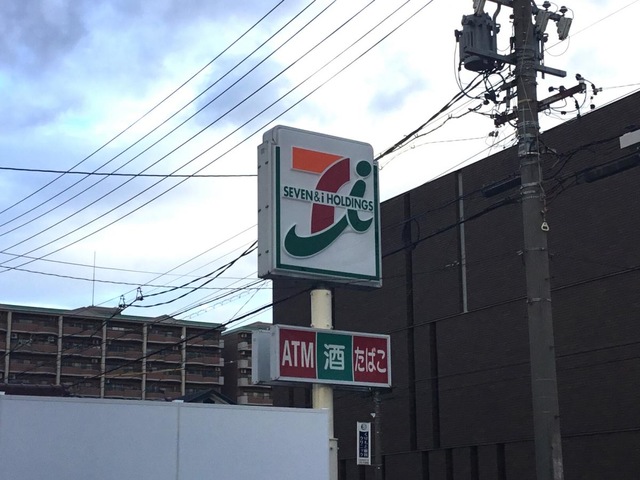 SEVEN&i HOLDINGS
ATM 酒 たばこ